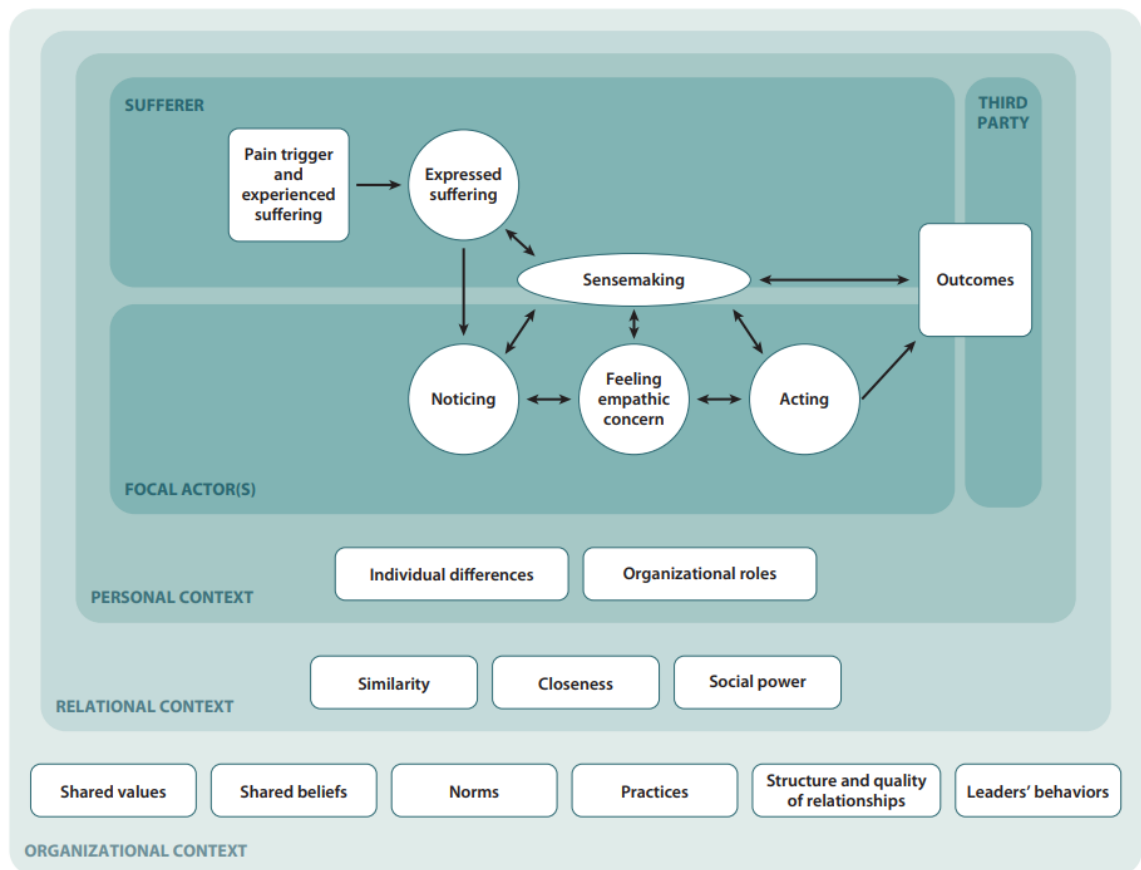 SUFFERER
THIRD
PARTY
Pain trigger
and
experienced
suffering
Expressed
suffering
Sensemaking
Outcomes
Noticing
Feeling
empathic
concern
Acting
FOCAL ACTOR(S)
Individual differences
Organizational roles
PERSONAL CONTEXT
Similarity
Closeness
Social power
RELATIONAL CONTEXT
Shared values
Shared beliefs
Norms
Practices
Structure and quality
of relationships
Leaders’ behaviors
ORGANIZATIONAL CONTEXT